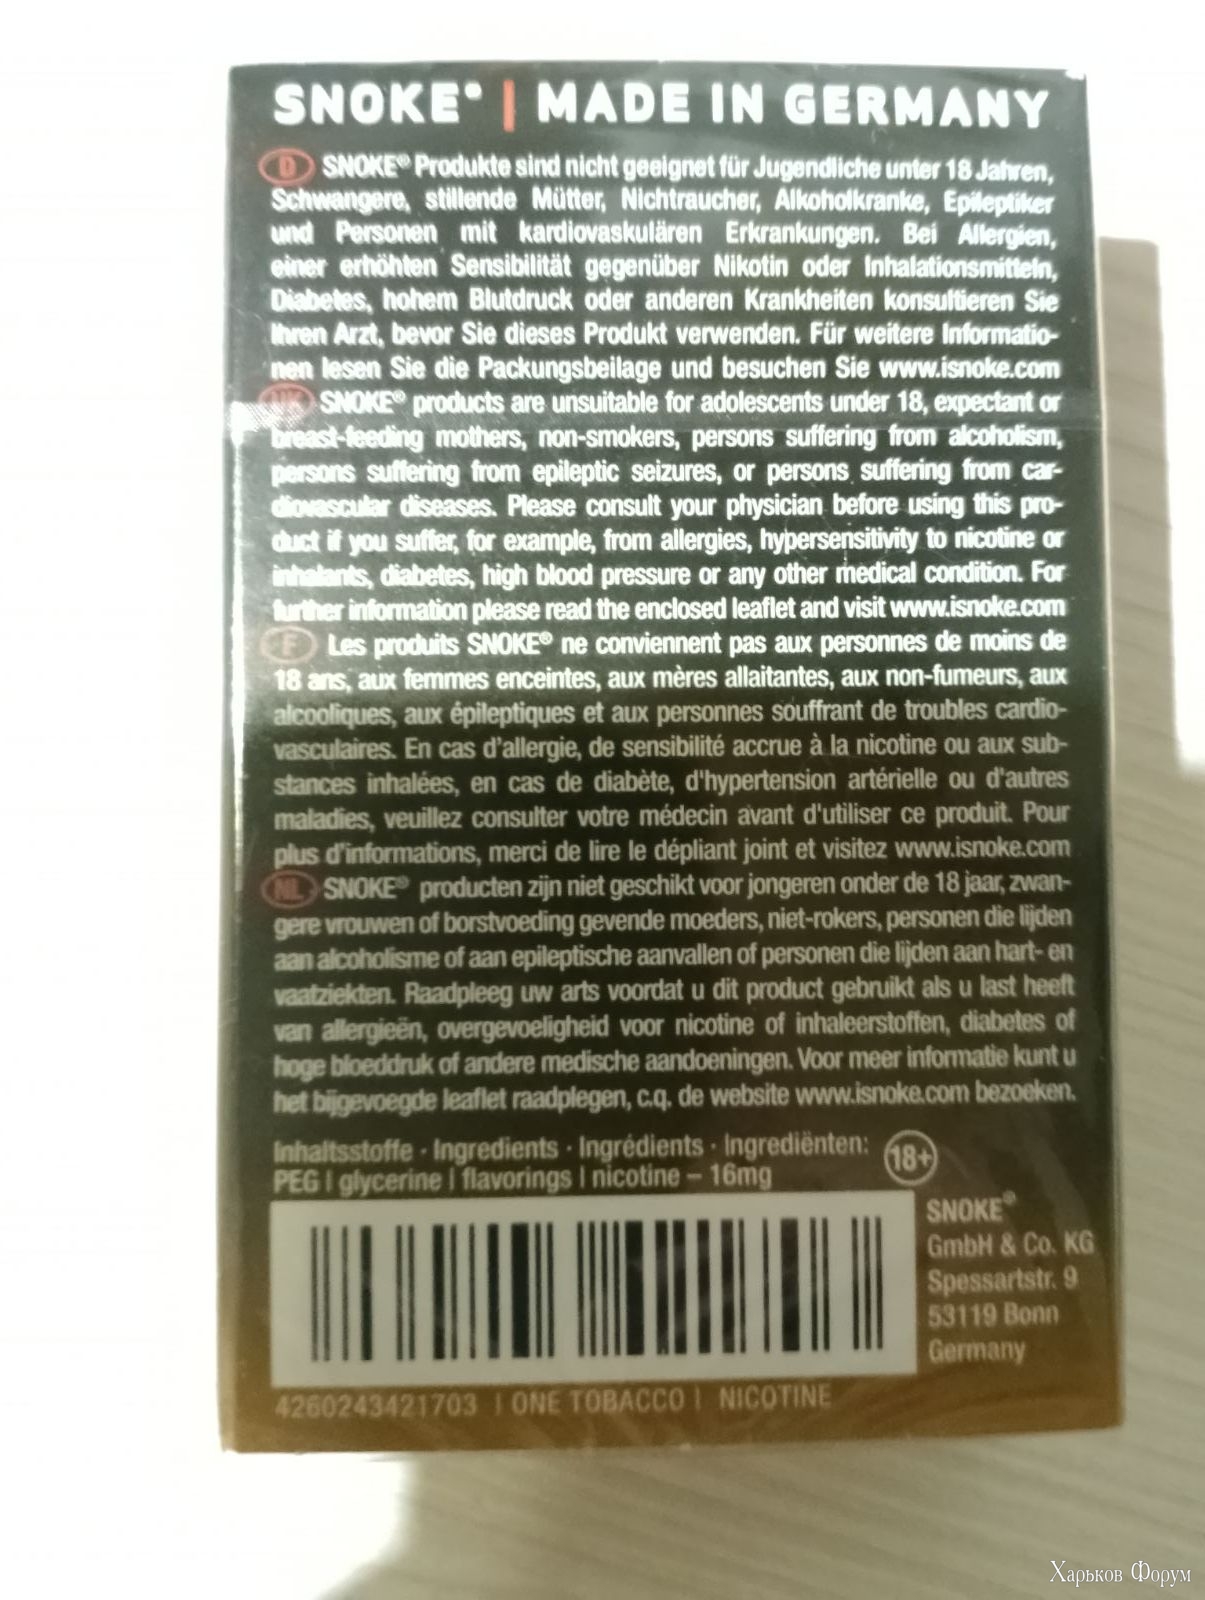 SNOKE® | MADE IN GERMANY
D SNOKE® Produkte sind nicht geeignet für Jugendliche unter 18 Jahren,
Schwangere, stillende Mütter, Nichtraucher, Alkoholkranke, Epileptiker
und Personen mit kardiovaskulären Erkrankungen. Bei Allergien,
einer erhöhten Sensibilität gegenüber Nikotin oder Inhalationsmitteln,
Diabetes, hohem Blutdruck oder anderen Krankheiten konsultieren Sie
Ihren Arzt, bevor Sie dieses Produkt verwenden. Für weitere Informatio-
nen lesen Sie die Packungsbeilage und besuchen Sie www.isnoke.com
UK SNOKE® products are unsuitable for adolescents under 18, expectant or
breast-feeding mothers, non-smokers, persons suffering from alcoholism,
persons suffering from epileptic seizures, or persons suffering from car-
diovascular diseases. Please consult your physician before using this pro-
duct if you suffer, for example, from allergies, hypersensitivity to nicotine or
inhalants, diabetes, high blood pressure or any other medical condition. For
further information please read the enclosed leaflet and visit www.isnoke.com
F Les produits SNOKE® ne conviennent pas aux personnes de moins de
18 ans, aux femmes enceintes, aux mères allaitantes, aux non-fumeurs, aux
alcooliques, aux épileptiques et aux personnes souffrant de troubles cardio-
vasculaires. En cas d'allergie, de sensibilité accrue à la nicotine ou aux sub-
stances inhalées, en cas de diabète, d'hypertension artérielle ou d'autres
maladies, veuillez consulter votre médecin avant d'utiliser ce produit. Pour
plus d'informations, merci de lire le dépliant joint et visitez www.isnoke.com
NL SNOKE® producten zijn niet geschikt voor jongeren onder de 18 jaar, zwan-
gere vrouwen of borstvoeding gevende moeders, niet-rokers, personen die lijden
aan alcoholisme of aan epileptische aanvallen of personen die lijden aan hart- en
vaatziekten. Raadpleeg uw arts voordat u dit product gebruikt als u last heeft
van allergieën, overgevoeligheid voor nicotine of inhaleerstoffen, diabetes of
hoge bloeddruk of andere medische aandoeningen. Voor meer informatie kunt u
het bijgevoegde leaflet raadplegen, c.q. de website www.isnoke.com bezoeken.
Inhaltsstoffe · Ingredients · Ingrédients · Ingrediënten:
PEG | glycerine | flavorings | nicotine – 16mg
18+
SNOKE®
GmbH & Co. KG
Spessartstr. 9
53119 Bonn
Germany
4260243421703 | ONE TOBACCO | NICOTINE
Харьков Форум